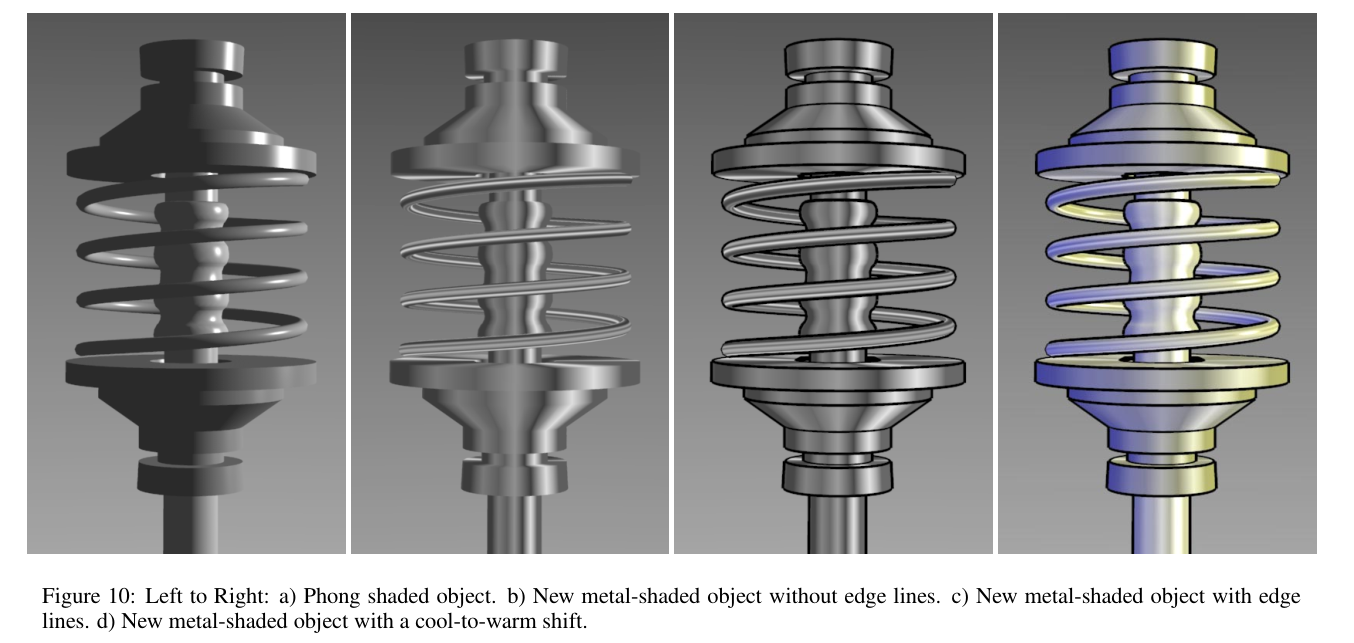 Figure 10: Left to Right: a) Phong shaded object. b) New metal-shaded object without edge lines. c) New metal-shaded object with edge
lines. d) New metal-shaded object with a cool-to-warm shift.